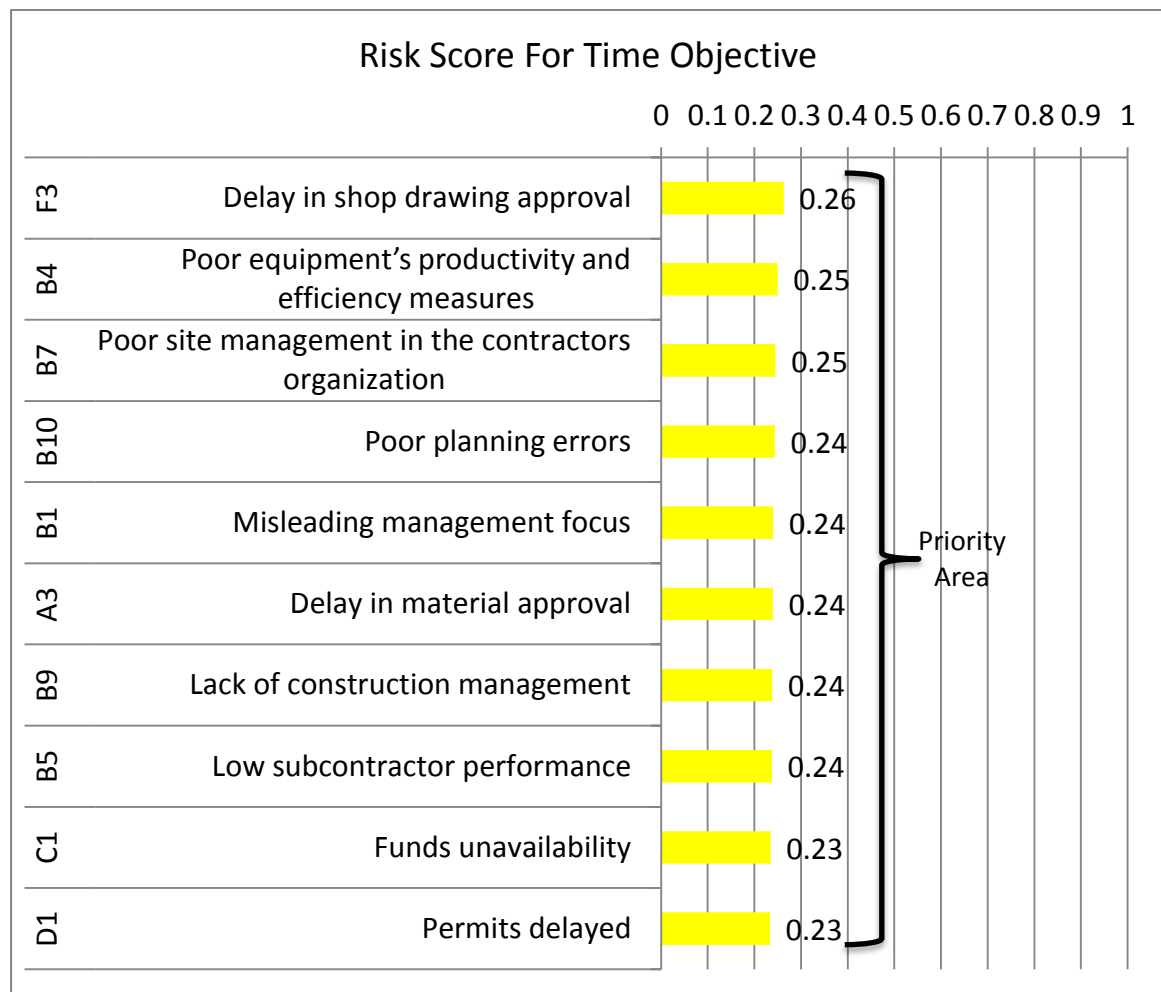 Risk Score For Time Objective
0 0.1 0.2 0.3 0.4 0.5 0.6 0.7 0.8 0.9 1
F3 Delay in shop drawing approval 0.26
B4 Poor equipment’s productivity and
efficiency measures 0.25
B7 Poor site management in the contractors
organization 0.25
B10 Poor planning errors 0.24
B1 Misleading management focus 0.24
Priority
Area
A3 Delay in material approval 0.24
B9 Lack of construction management 0.24
B5 Low subcontractor performance 0.24
C1 Funds unavailability 0.23
D1 Permits delayed 0.23